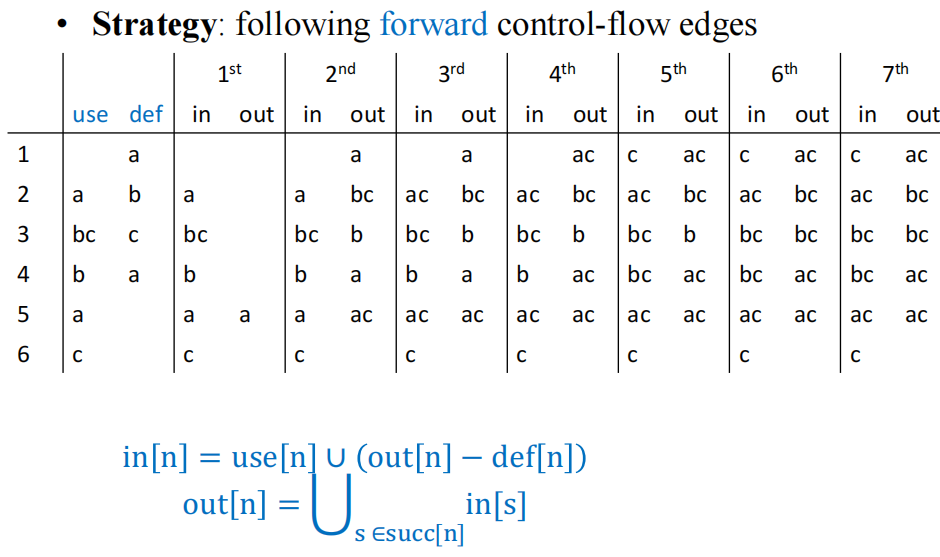 • Strategy: following forward control-flow edges
1st 2nd 3rd 4th 5th 6th 7th
use def in out in out in out in out in out in out in out
1 a a a ac c ac c ac c ac
2 a b a a bc ac bc ac bc ac bc ac bc ac bc
3 bc c bc bc b bc b bc b bc b bc bc bc bc
4 b a b b a b a b ac bc ac bc ac bc ac
5 a a a a ac ac ac ac ac ac ac ac ac ac ac
6 c c c c c c c c
in[n] = use[n] ∪ (out[n] − def[n])
out[n] = ⋃ s ∈succ[n] in[s]